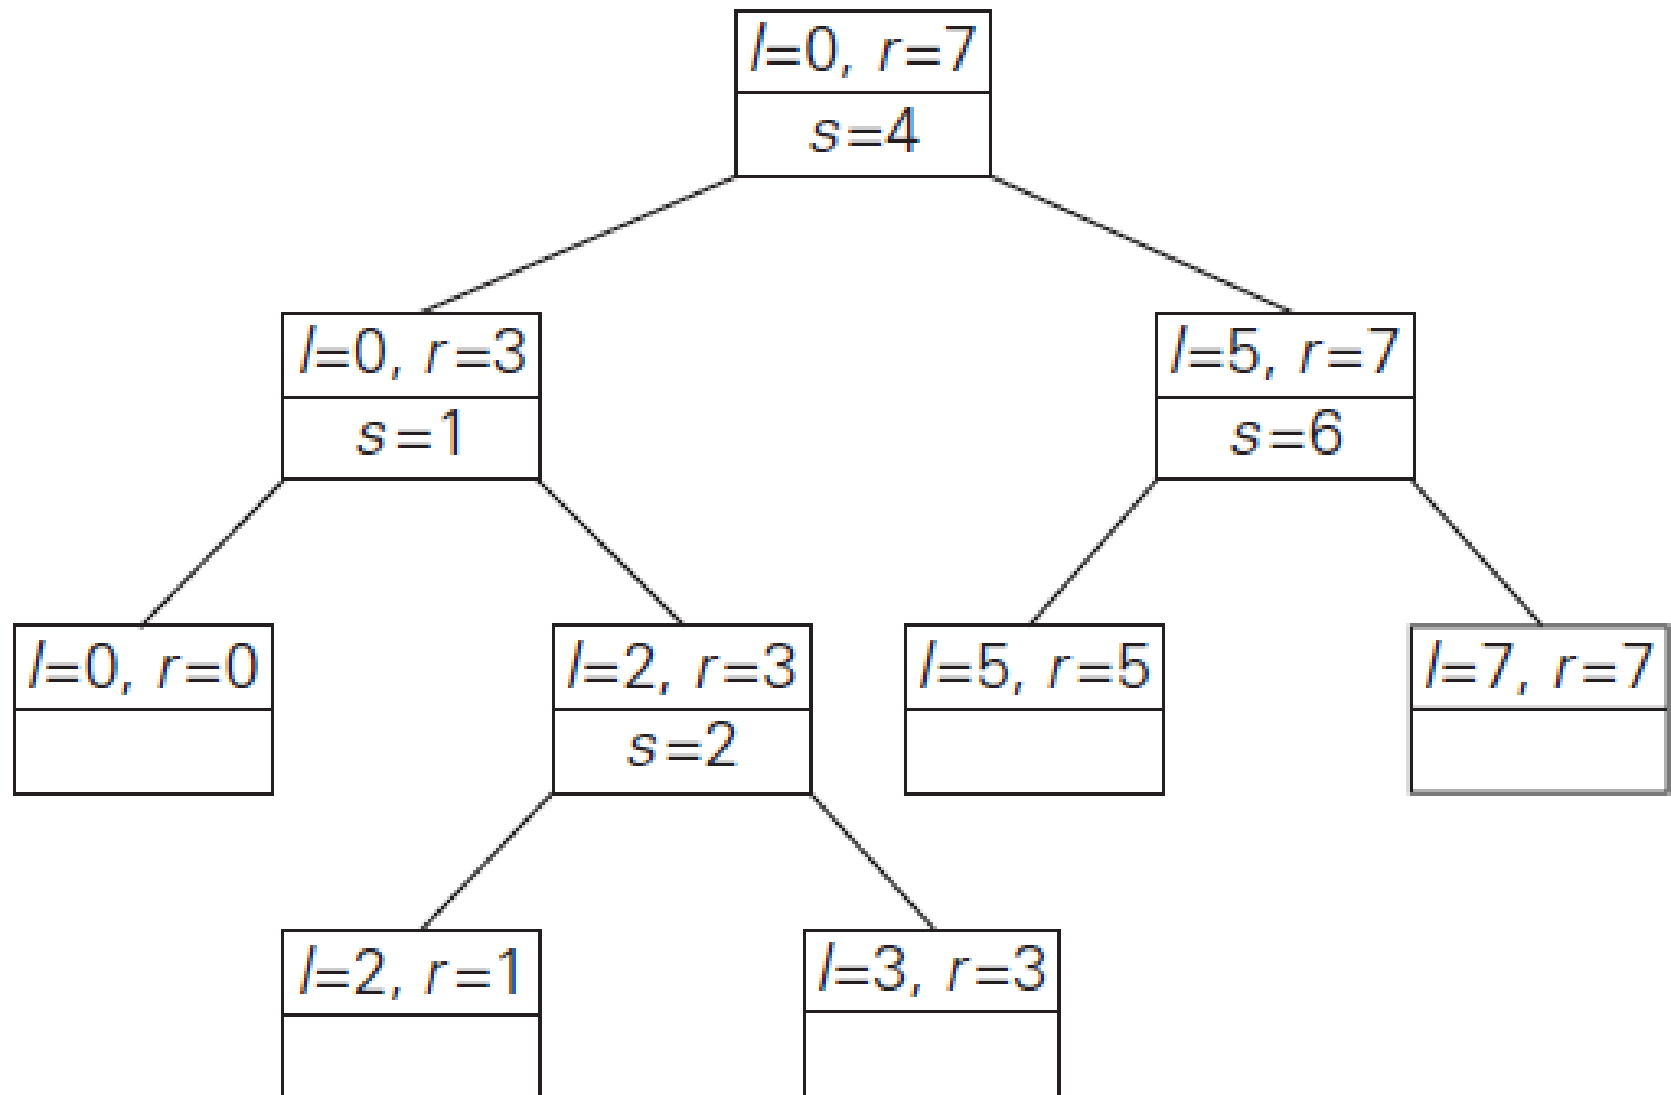 l=0, r=7
s=4
l=0, r=3
s=1
l=5, r=7
s=6
l=0, r=0
l=2, r=3
s=2
l=5, r=5
l=7, r=7
l=2, r=1
l=3, r=3